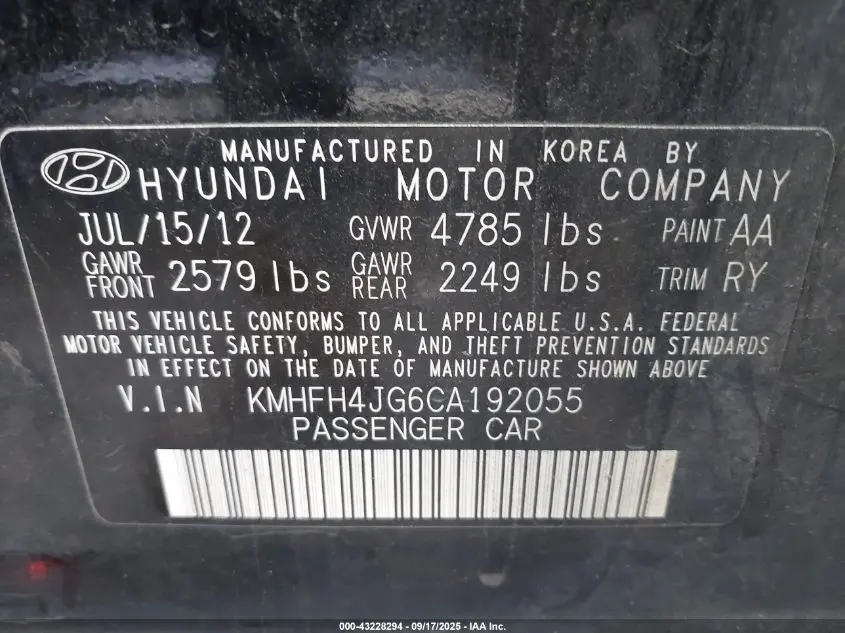 MANUFACTURED IN KOREA BY
HYUNDAI MOTOR COMPANY
JUL/15/12 GVWR 4785 lbs PAINT AA
GAWR FRONT 2579 lbs GAWR REAR 2249 lbs TRIM RY
THIS VEHICLE CONFORMS TO ALL APPLICABLE U.S.A. FEDERAL
MOTOR VEHICLE SAFETY, BUMPER, AND THEFT PREVENTION STANDARDS
IN EFFECT ON THE DATE OF MANUFACTURE SHOWN ABOVE
V.I.N KMHFH4JG6CA192055
PASSENGER CAR
000-43228294 - 09/17/2025 - IAA Inc.